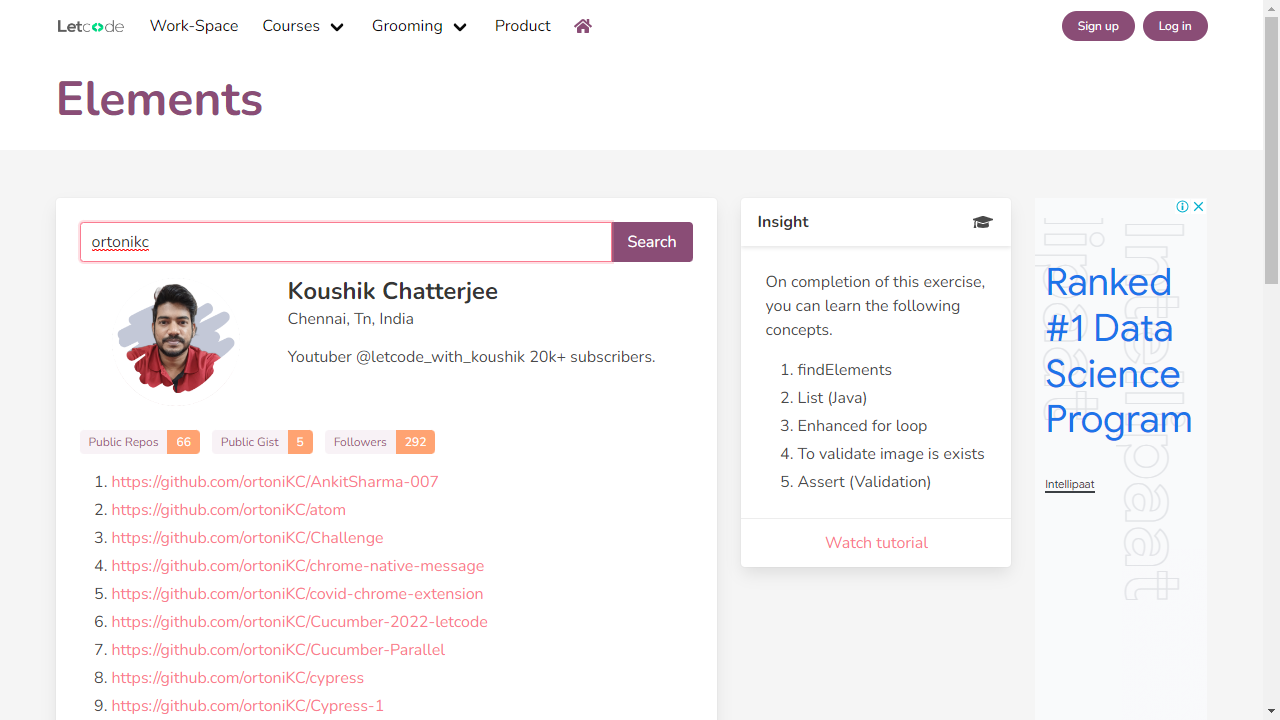 Letcode Work-Space Courses Grooming Product Sign up Log in
Elements
ortonikc Search
Koushik Chatterjee
Chennai, Tn, India
Youtuber @letcode_with_koushik 20k+ subscribers.
Public Repos 66 Public Gist 5 Followers 292
1. https://github.com/ortoniKC/AnkitSharma-007
2. https://github.com/ortoniKC/atom
3. https://github.com/ortoniKC/Challenge
4. https://github.com/ortoniKC/chrome-native-message
5. https://github.com/ortoniKC/covid-chrome-extension
6. https://github.com/ortoniKC/Cucumber-2022-letcode
7. https://github.com/ortoniKC/Cucumber-Parallel
8. https://github.com/ortoniKC/cypress
9. https://github.com/ortoniKC/Cypress-1
Insight
On completion of this exercise,
you can learn the following
concepts.
1. findElements
2. List (Java)
3. Enhanced for loop
4. To validate image is exists
5. Assert (Validation)
Watch tutorial
Ranked
#1 Data
Science
Program
Intellipaat
Intellipaat